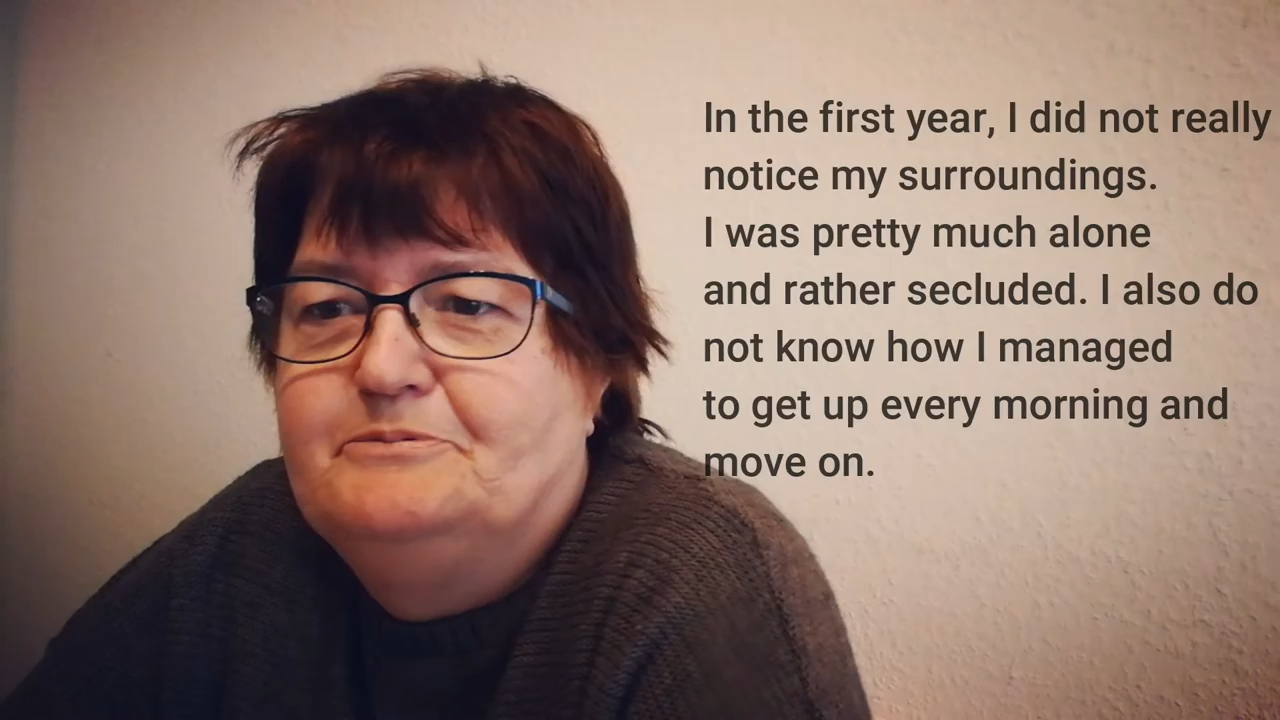 In the first year, I did not really
notice my surroundings.
I was pretty much alone
and rather secluded. I also do
not know how I managed
to get up every morning and
move on.